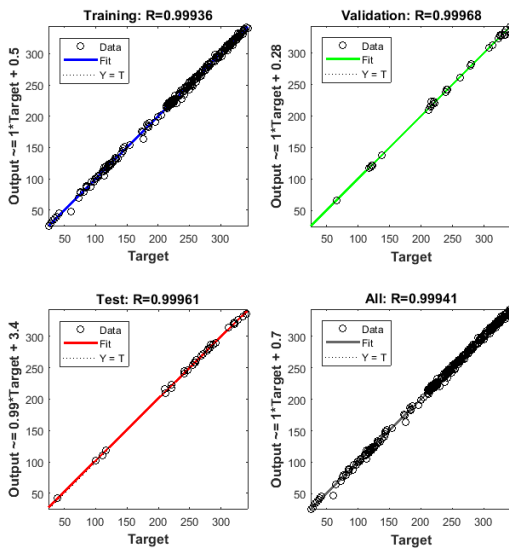 Training: R=0.99936
Output ~= 1*Target + 0.5
300
250
200
150
100
50
Data
Fit
Y = T
50 100 150 200 250 300
Target
Validation: R=0.99968
Output ~= 1*Target + 0.28
300
250
200
150
100
50
Data
Fit
Y = T
50 100 150 200 250 300
Target
Test: R=0.99961
Output ~= 0.99*Target + 3.4
300
250
200
150
100
50
Data
Fit
Y = T
50 100 150 200 250 300
Target
All: R=0.99941
Output ~= 1*Target + 0.7
300
250
200
150
100
50
Data
Fit
Y = T
50 100 150 200 250 300
Target